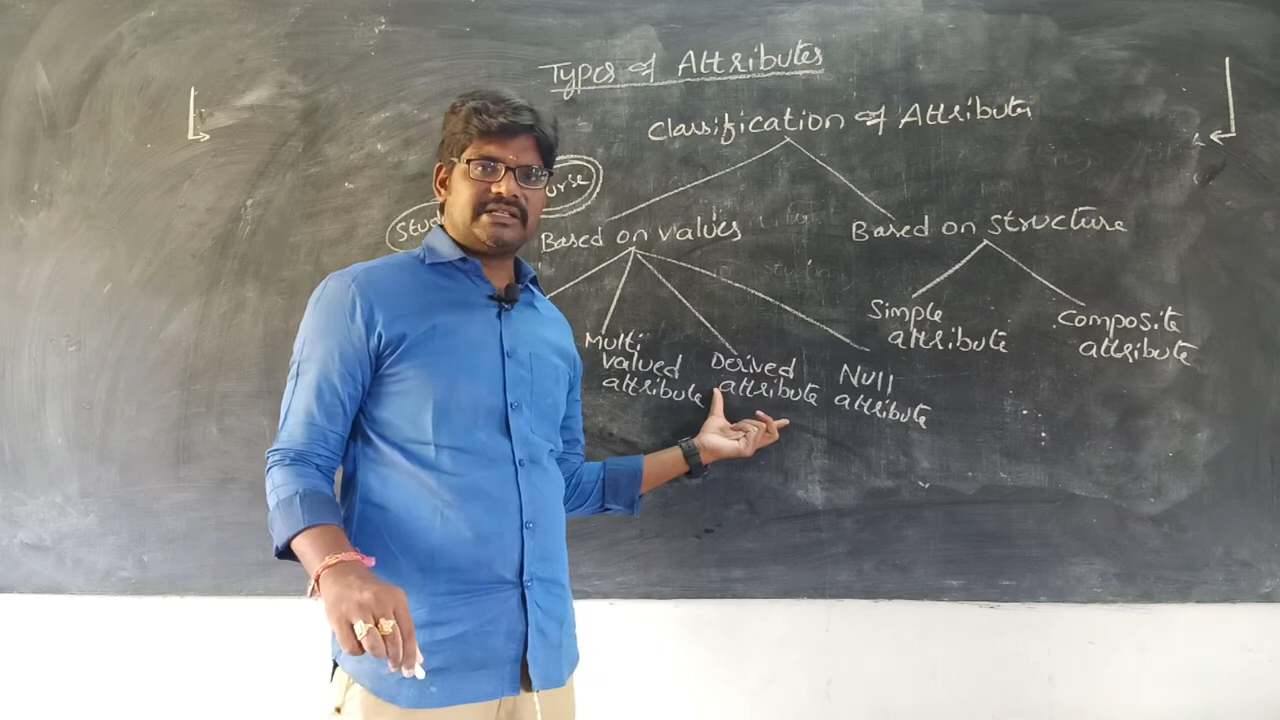 Types of Attributes
Classification of Attributes
Based on values
Based on structure
Simple
attribute
Composite
attribute
Multi
valued
attribute
Derived
attribute
Null
attribute